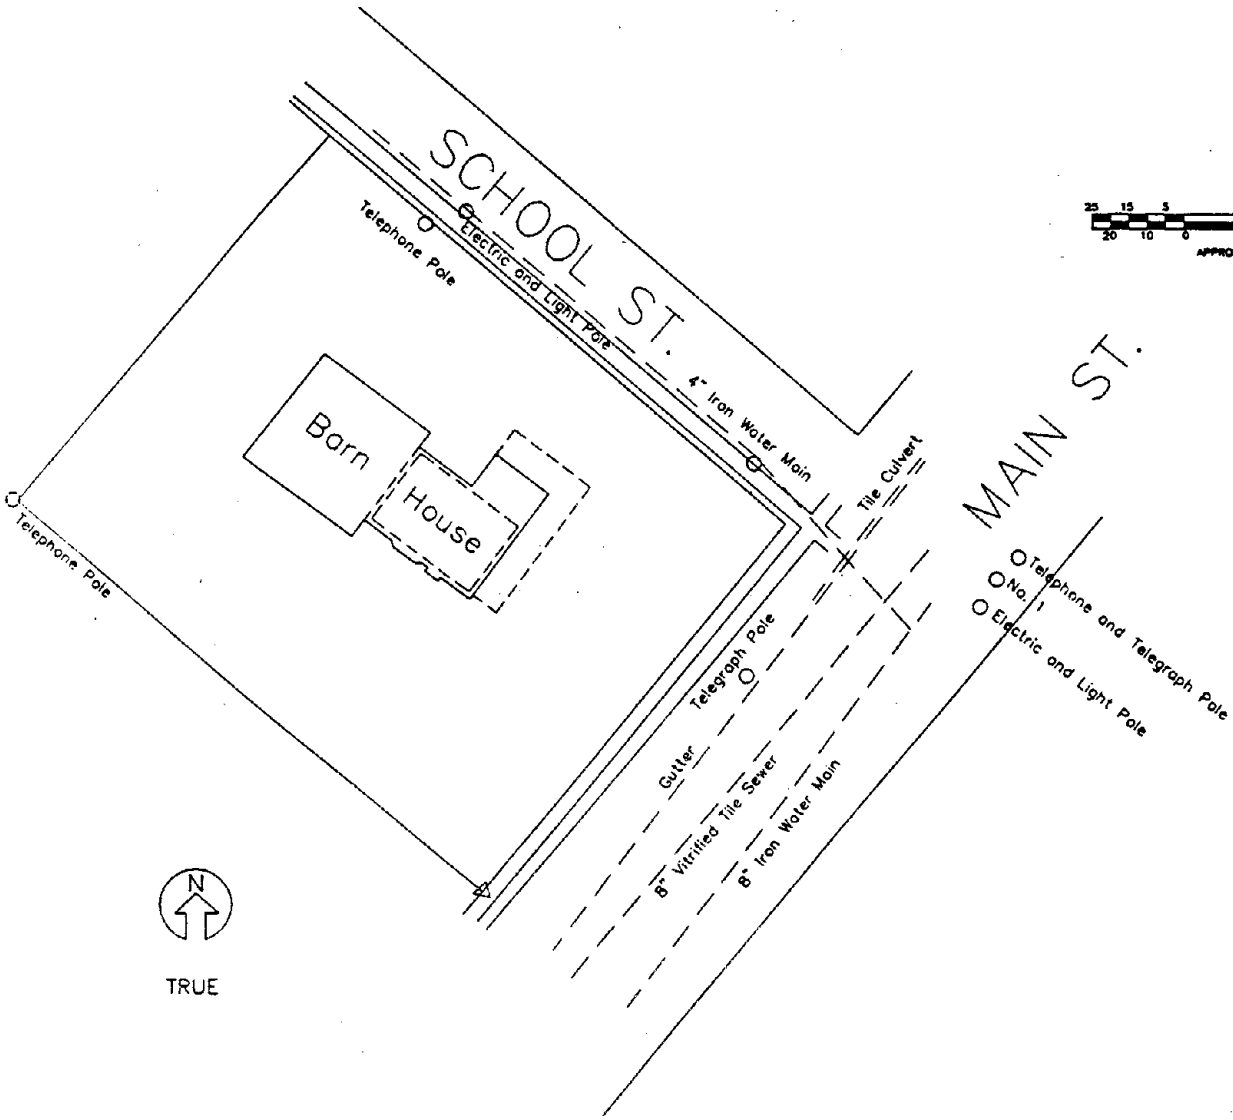 SCHOOL ST.
Telephone Pole
Electric and Light Pole
25 15 5
20 10 0
APPRO
4" Iron Water Main
MAIN ST.
Tile Culvert
Barn
House
Telephone Pole
Telephone and Telegraph Pole
No. 1
Electric and Light Pole
Telegraph Pole
Gutter
8" Vitrified Tile Sewer
8" Iron Water Main
N
TRUE